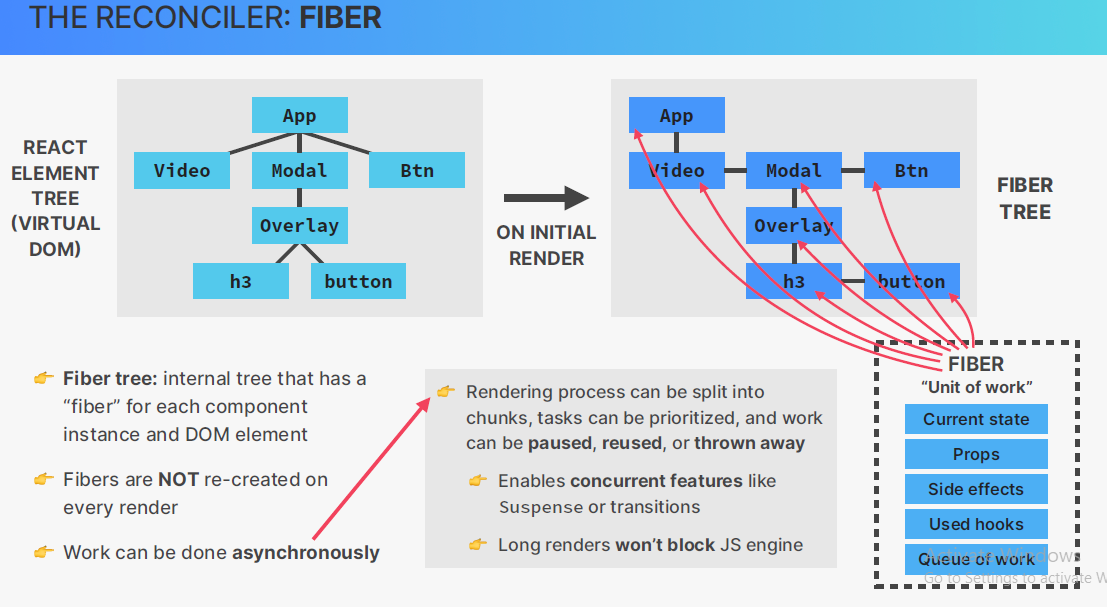 THE RECONCILER: FIBER
REACT
ELEMENT
TREE
(VIRTUAL
DOM)
App
Video
Modal
Btn
Overlay
h3
button
ON INITIAL
RENDER
App
Video
Modal
Btn
Overlay
h3
button
FIBER
TREE
👉 Fiber tree: internal tree that has a
“fiber” for each component
instance and DOM element
👉 Fibers are NOT re-created on
every render
👉 Work can be done asynchronously
👉 Rendering process can be split into
chunks, tasks can be prioritized, and work
can be paused, reused, or thrown away
👉 Enables concurrent features like
Suspense or transitions
👉 Long renders won’t block JS engine
FIBER
“Unit of work”
Current state
Props
Side effects
Used hooks
Queue of work
Activate Windows
Go to Settings to activate W